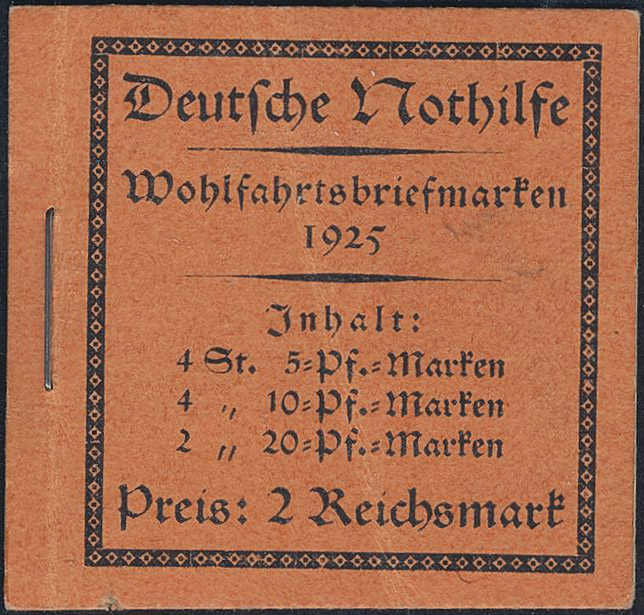 Deutsche Nothilfe
Wohlfahrtsbriefmarken
1925
Inhalt:
4 St. 5=Pf.=Marken
4 „ 10=Pf.=Marken
2 „ 20=Pf.=Marken
Preis: 2 Reichsmark